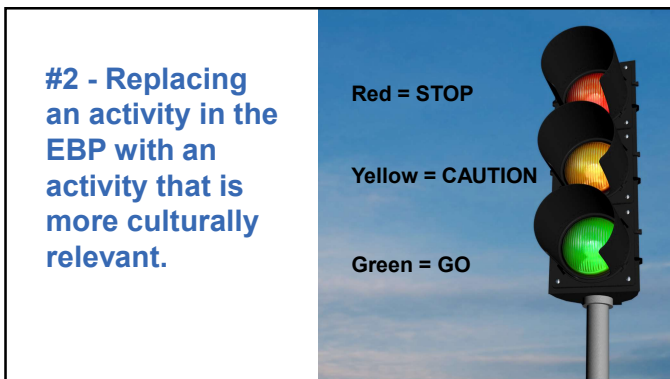 #2 - Replacing
an activity in the
EBP with an
activity that is
more culturally
relevant.
Red = STOP
Yellow = CAUTION
Green = GO